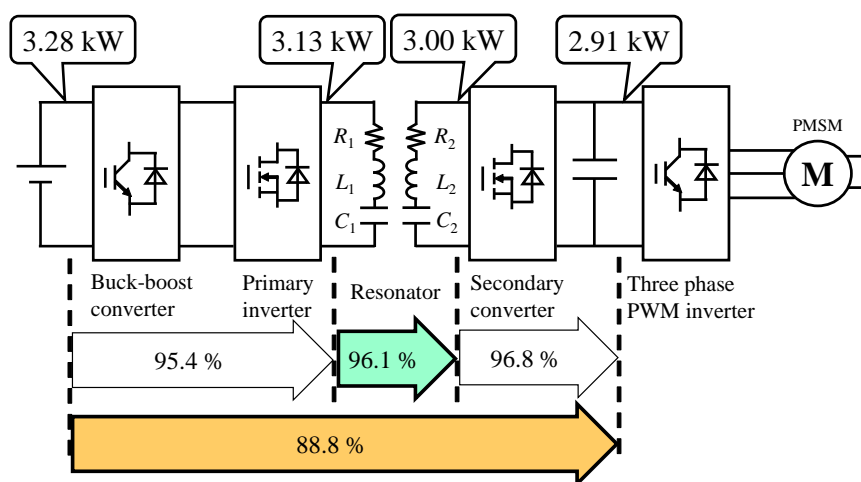 3.28 kW
3.13 kW
3.00 kW
2.91 kW
PMSM
R1
R2
L1
L2
M
C1
C2
Buck-boost
converter
Primary
inverter
Resonator
Secondary
converter
Three phase
PWM inverter
95.4 %
96.1 %
96.8 %
88.8 %